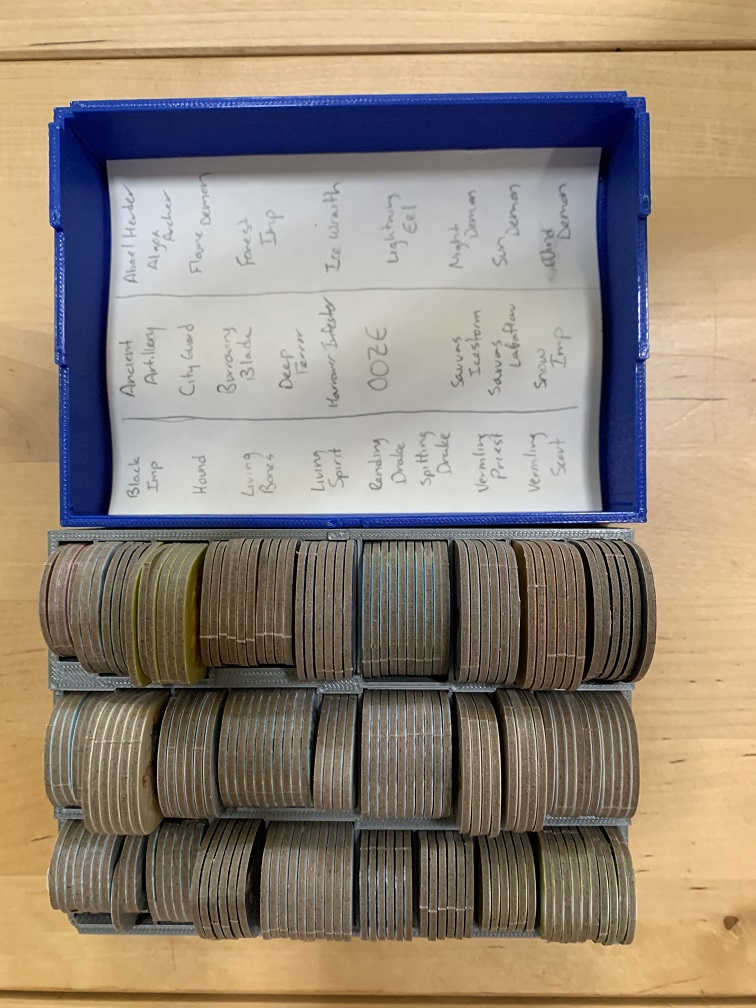 Black
Imp
Hound
Living
Bones
Living
Spirit
Rending
Drake
Spitting
Drake
Vermling
Priest
Vermling
Scout
Ancient
Artillery
City Guard
Burrowing
Blade
Deep
Terror
Harrower Infester
OOZE
Savvas
Icestorm
Savvas
Lavaflow
Snow
Imp
Abael Herder
Algox
Archer
Flame Demon
Forest
Imp
Ice Wraith
Lightning
Eel
Night
Demon
Sun
Demon
Wind
Demon